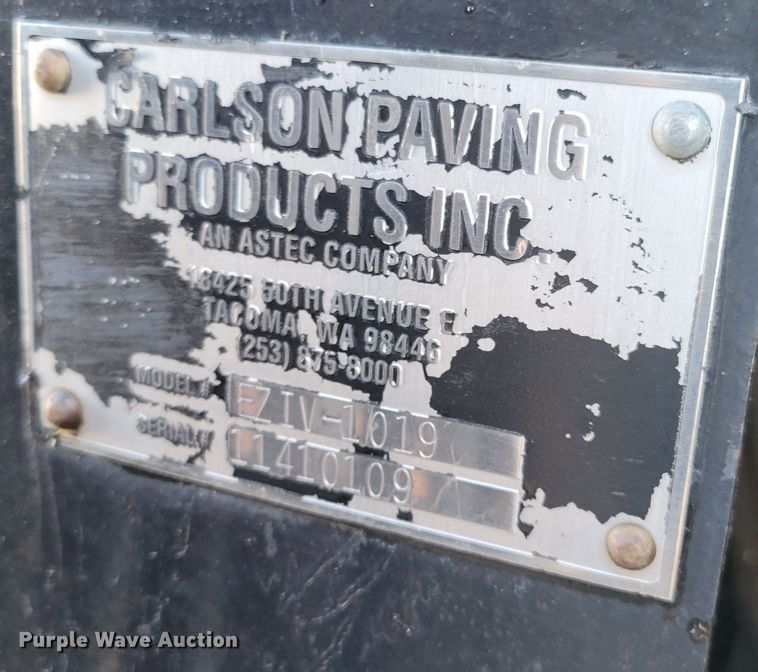 CARLSON PAVING
PRODUCTS INC.
AN ASTEC COMPANY
18425 50TH AVENUE E.
TACOMA, WA 98446
(253) 875-8000
MODEL# EZIV-1019
SERIAL# 11410109
Purple Wave Auction